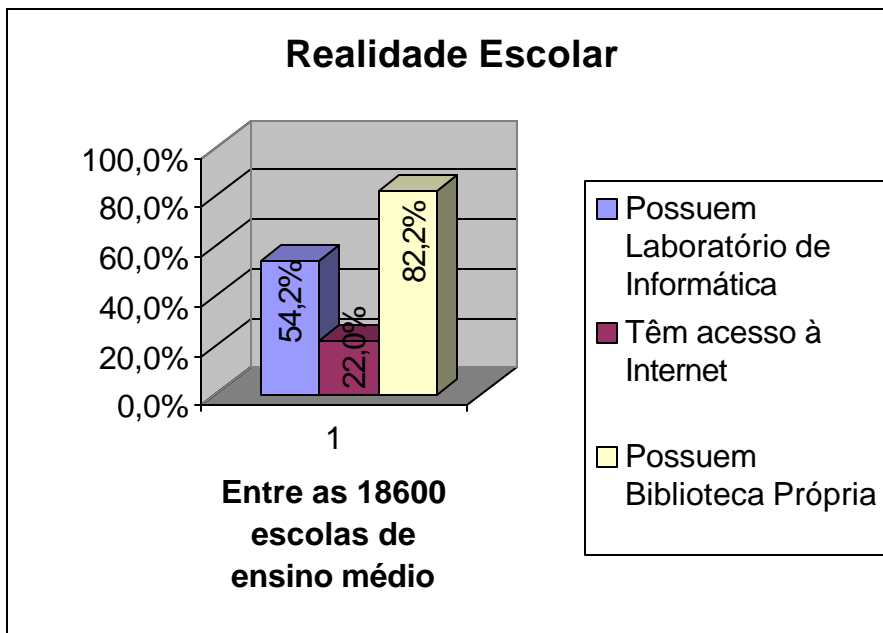 Realidade Escolar
100,0%
80,0%
60,0%
40,0%
20,0%
0,0%
54,2%
22,0%
82,2%
1
Entre as 18600
escolas de
ensino médio
Possuem
Laboratório de
Informática
Têm acesso à
Internet
Possuem
Biblioteca Própria